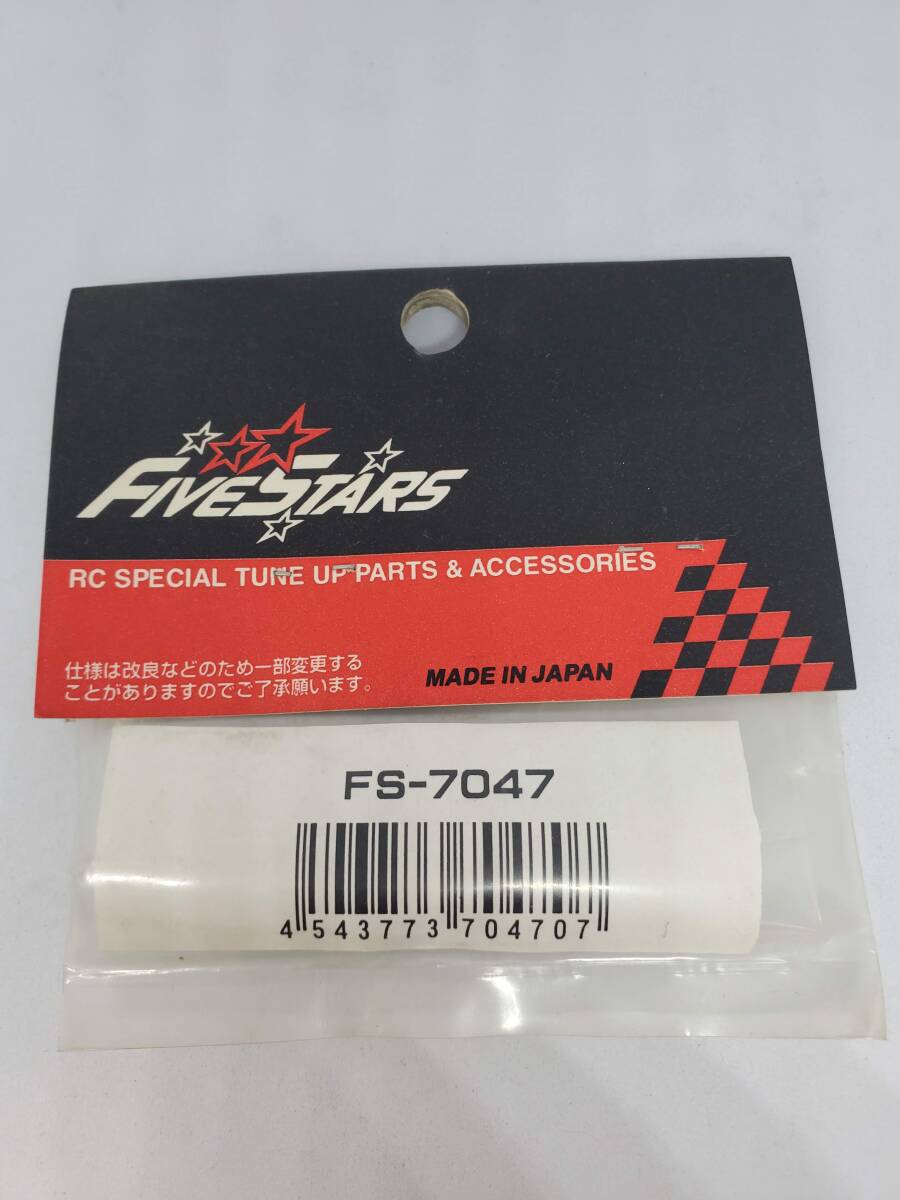 FIVESTARS
RC SPECIAL TUNE UP PARTS & ACCESSORIES
仕様は改良などのため一部変更する
ことがありますのでご了承願います。
MADE IN JAPAN
FS-7047
4 543773 704707